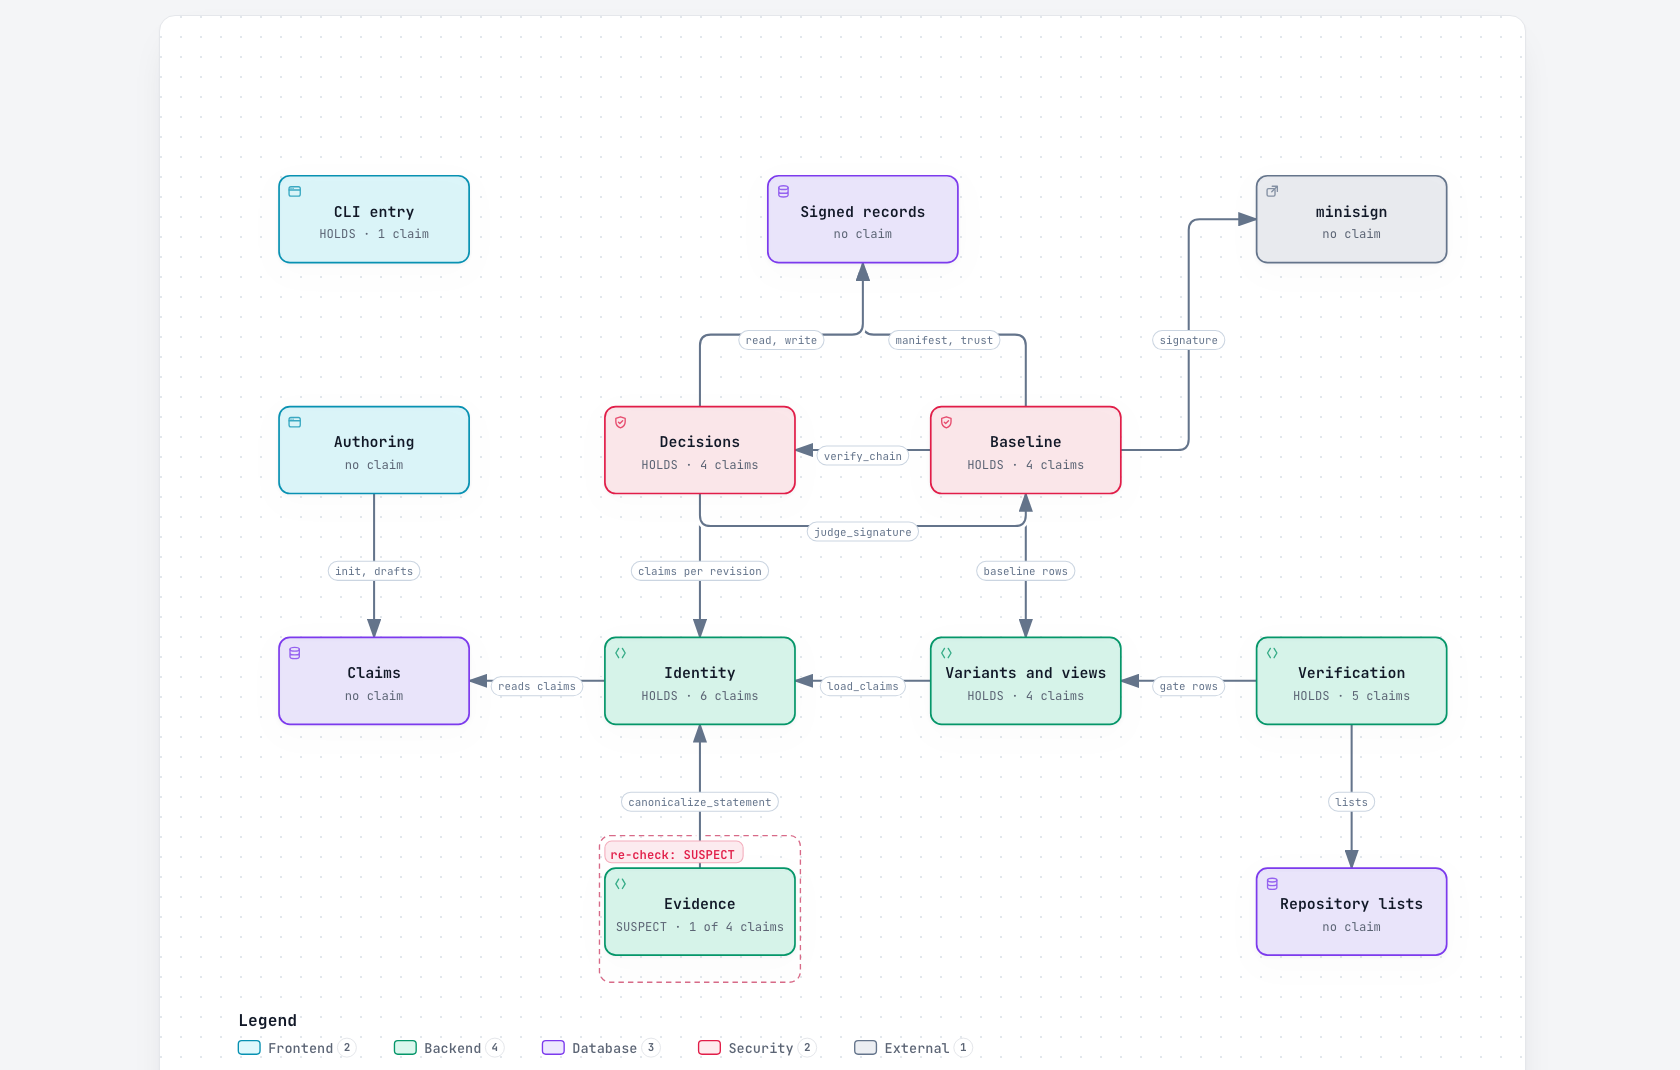 CLI entry
HOLDS · 1 claim
Signed records
no claim
minisign
no claim
read, write
manifest, trust
signature
Authoring
no claim
Decisions
HOLDS · 4 claims
verify_chain
Baseline
HOLDS · 4 claims
judge_signature
init, drafts
claims per revision
baseline rows
Claims
no claim
reads claims
Identity
HOLDS · 6 claims
load_claims
Variants and views
HOLDS · 4 claims
gate rows
Verification
HOLDS · 5 claims
canonicalize_statement
lists
re-check: SUSPECT
Evidence
SUSPECT · 1 of 4 claims
Repository lists
no claim
Legend
Frontend 2
Backend 4
Database 3
Security 2
External 1